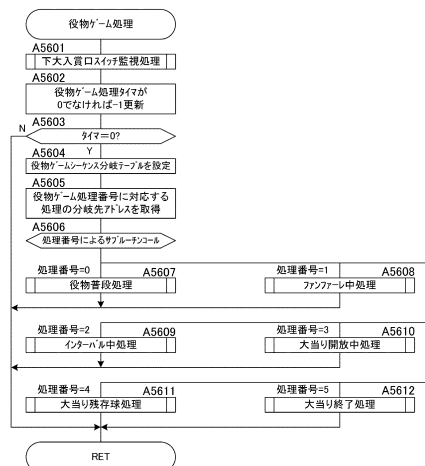 役物ゲーム処理
A5601
下大入賞口スイッチ監視処理
A5602
役物ゲーム処理タイマが
0でなければ-1更新
A5603
N
タイマ=0?
Y
A5604
役物ゲームシーケンス分岐テーブルを設定
A5605
役物ゲーム処理番号に対応する
処理の分岐先アドレスを取得
A5606
処理番号によるサブルーチンコール
処理番号=0 A5607
役物普段処理
処理番号=1 A5608
ファンファーレ中処理
処理番号=2 A5609
インターバル中処理
処理番号=3 A5610
大当り開放中処理
処理番号=4 A5611
大当り残存球処理
処理番号=5 A5612
大当り終了処理
RET